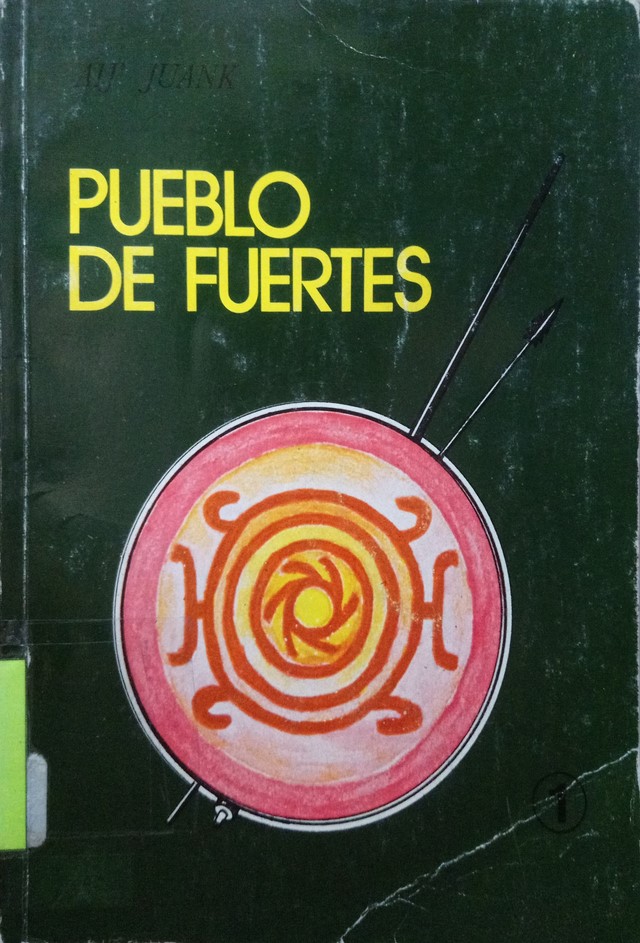 AIJ' JUANK
PUEBLO
DE FUERTES
1